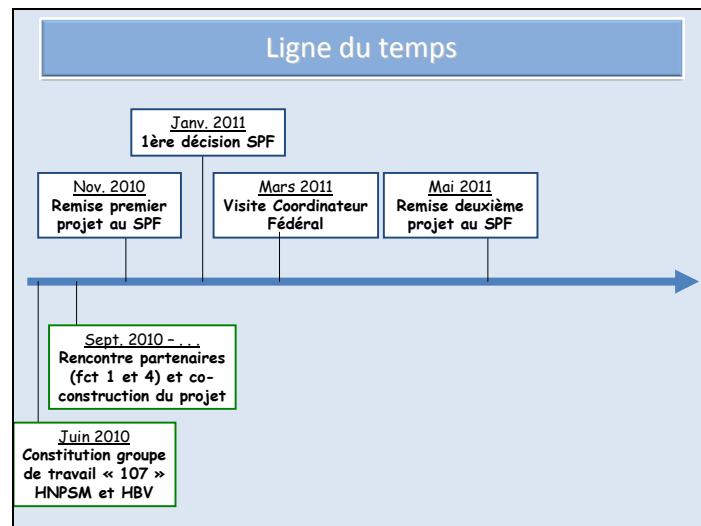 Ligne du temps
Janv. 2011
1ère décision SPF
Nov. 2010
Remise premier
projet au SPF
Mars 2011
Visite Coordinateur
Fédéral
Mai 2011
Remise deuxième
projet au SPF
Sept. 2010 – . . .
Rencontre partenaires
(fct 1 et 4) et co-
construction du projet
Juin 2010
Constitution groupe
de travail « 107 »
HNPSM et HBV